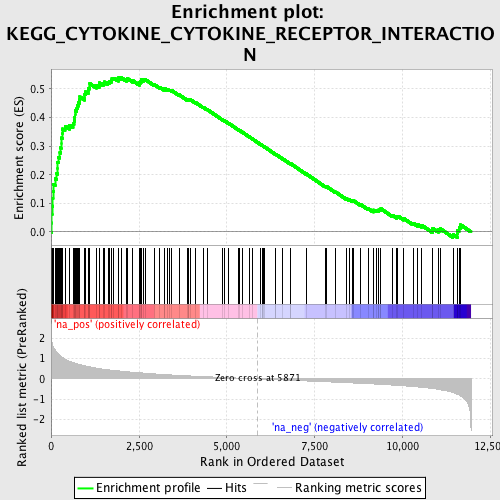 Enrichment plot:
KEGG_CYTOKINE_CYTOKINE_RECEPTOR_INTERACTIO
N
Enrichment score (ES)
0.5
0.4
0.3
0.2
0.1
0.0
'na_pos' (positively correlated)
Ranked list metric (PreRanked)
2
1
0
-1
-2
Zero cross at 5871
'na_neg' (negatively correlated)
0
2,500
5,000
7,500
10,000
12,500
Rank in Ordered Dataset
Enrichment profile
Hits
Ranking metric scores